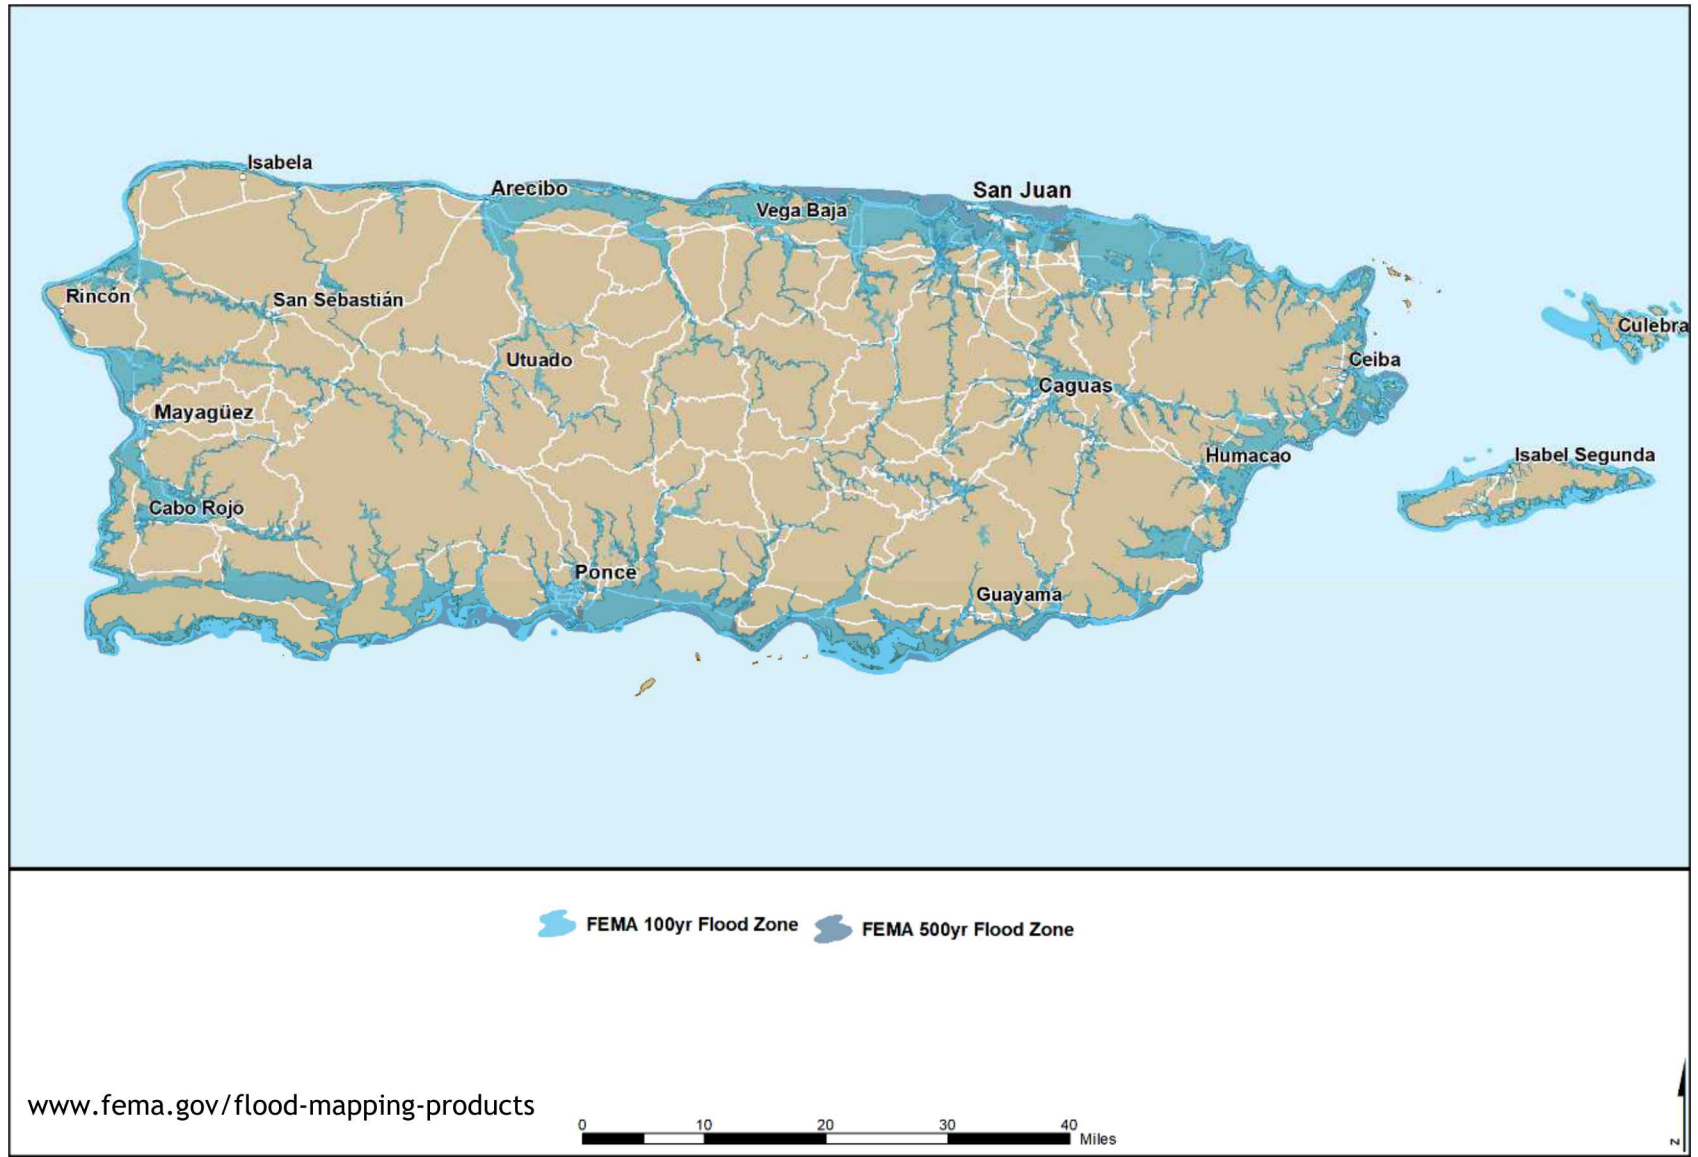 Isabela
Arecibo
San Juan
Vega Baja
Rincón
San Sebastián
Culebra
Utuado
Ceiba
Caguas
Mayagüez
Humacao
Isabel Segunda
Cabo Rojo
Ponce
Guayama
FEMA 100yr Flood Zone
FEMA 500yr Flood Zone
www.fema.gov/flood-mapping-products
0 10 20 30 40
Miles
N